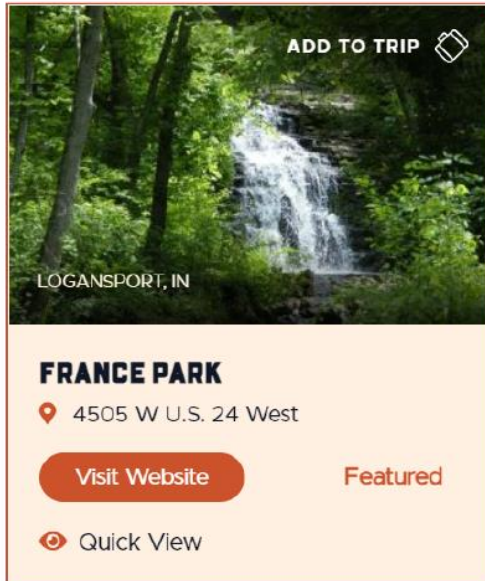 ADD TO TRIP
LOGANSPORT, IN
FRANCE PARK
4505 W U.S. 24 West
Visit Website
Featured
Quick View